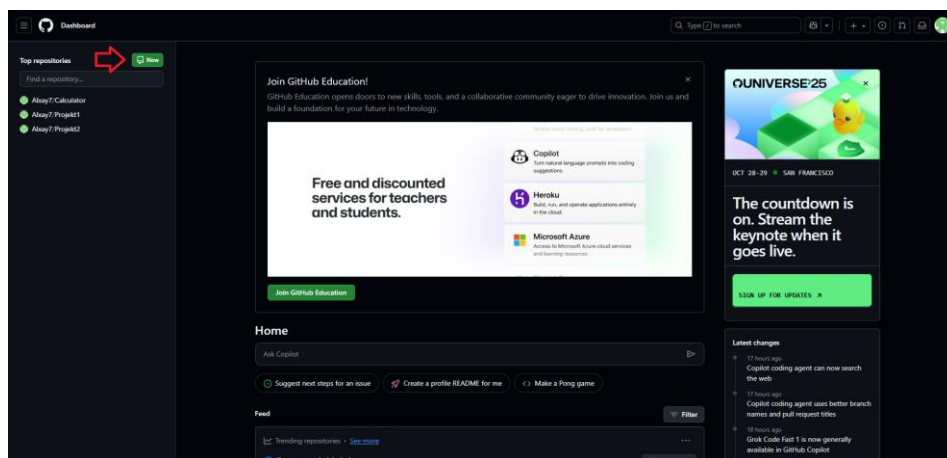 Dashboard
Type / to search
Top repositories
New
Find a repository...
Alxay7/Calculator
Alxay7/Projekt1
Alxay7/Projekt2
Join GitHub Education!
GitHub Education opens doors to new skills, tools, and a collaborative community eager to drive innovation. Join us and
build a foundation for your future in technology.
Free and discounted
services for teachers
and students.
Copilot
Turn natural language prompts into coding
suggestions
Heroku
Build, run, and operate applications entirely
in the cloud.
Microsoft Azure
Access to Microsoft Azure cloud services
and learning resources
Join GitHub Education
Home
Ask Copilot
Suggest next steps for an issue
Create a profile README for me
Make a Pong game
Feed
Filter
Trending repositories · See more
UNIVERSE'25
OCT 28-29 SAN FRANCISCO
The countdown is
on. Stream the
keynote when it
goes live.
SIGN UP FOR UPDATES
Latest changes
17 hours ago
Copilot coding agent can now search
the web
17 hours ago
Copilot coding agent uses better branch
names and pull request titles
18 hours ago
Grok Code Fast 1 is now generally
available in GitHub Copilot